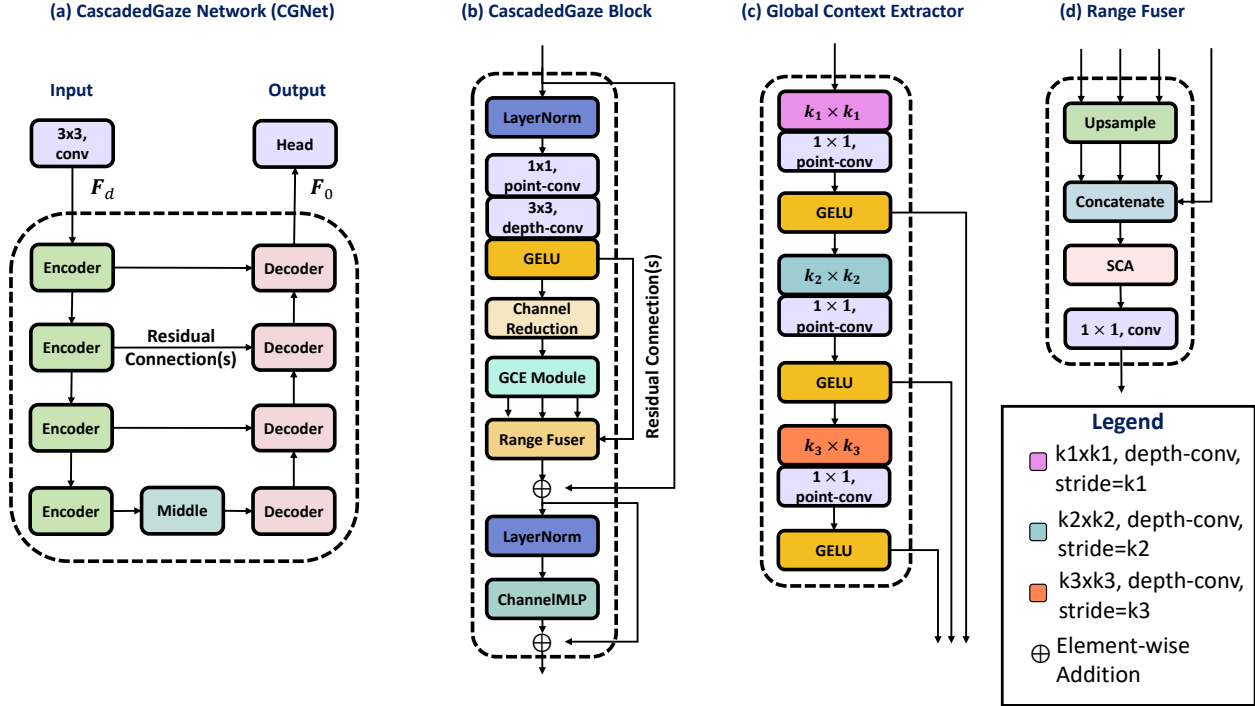 (a) CascadedGaze Network (CGNet)
Input
Output
3x3,
conv
Head
F_d
F_0
Encoder
Decoder
Encoder
Residual
Connection(s)
Decoder
Encoder
Decoder
Encoder
Middle
Decoder
(b) CascadedGaze Block
LayerNorm
1x1,
point-conv
3x3,
depth-conv
GELU
Channel
Reduction
GCE Module
Range Fuser
Residual Connection(s)
LayerNorm
ChannelMLP
(c) Global Context Extractor
k₁ × k₁
1 × 1,
point-conv
GELU
k₂ × k₂
1 × 1,
point-conv
GELU
k₃ × k₃
1 × 1,
point-conv
GELU
(d) Range Fuser
Upsample
Concatenate
SCA
1 × 1, conv
Legend
k1xk1, depth-conv,
stride=k1
k2xk2, depth-conv,
stride=k2
k3xk3, depth-conv,
stride=k3
⊕ Element-wise
Addition